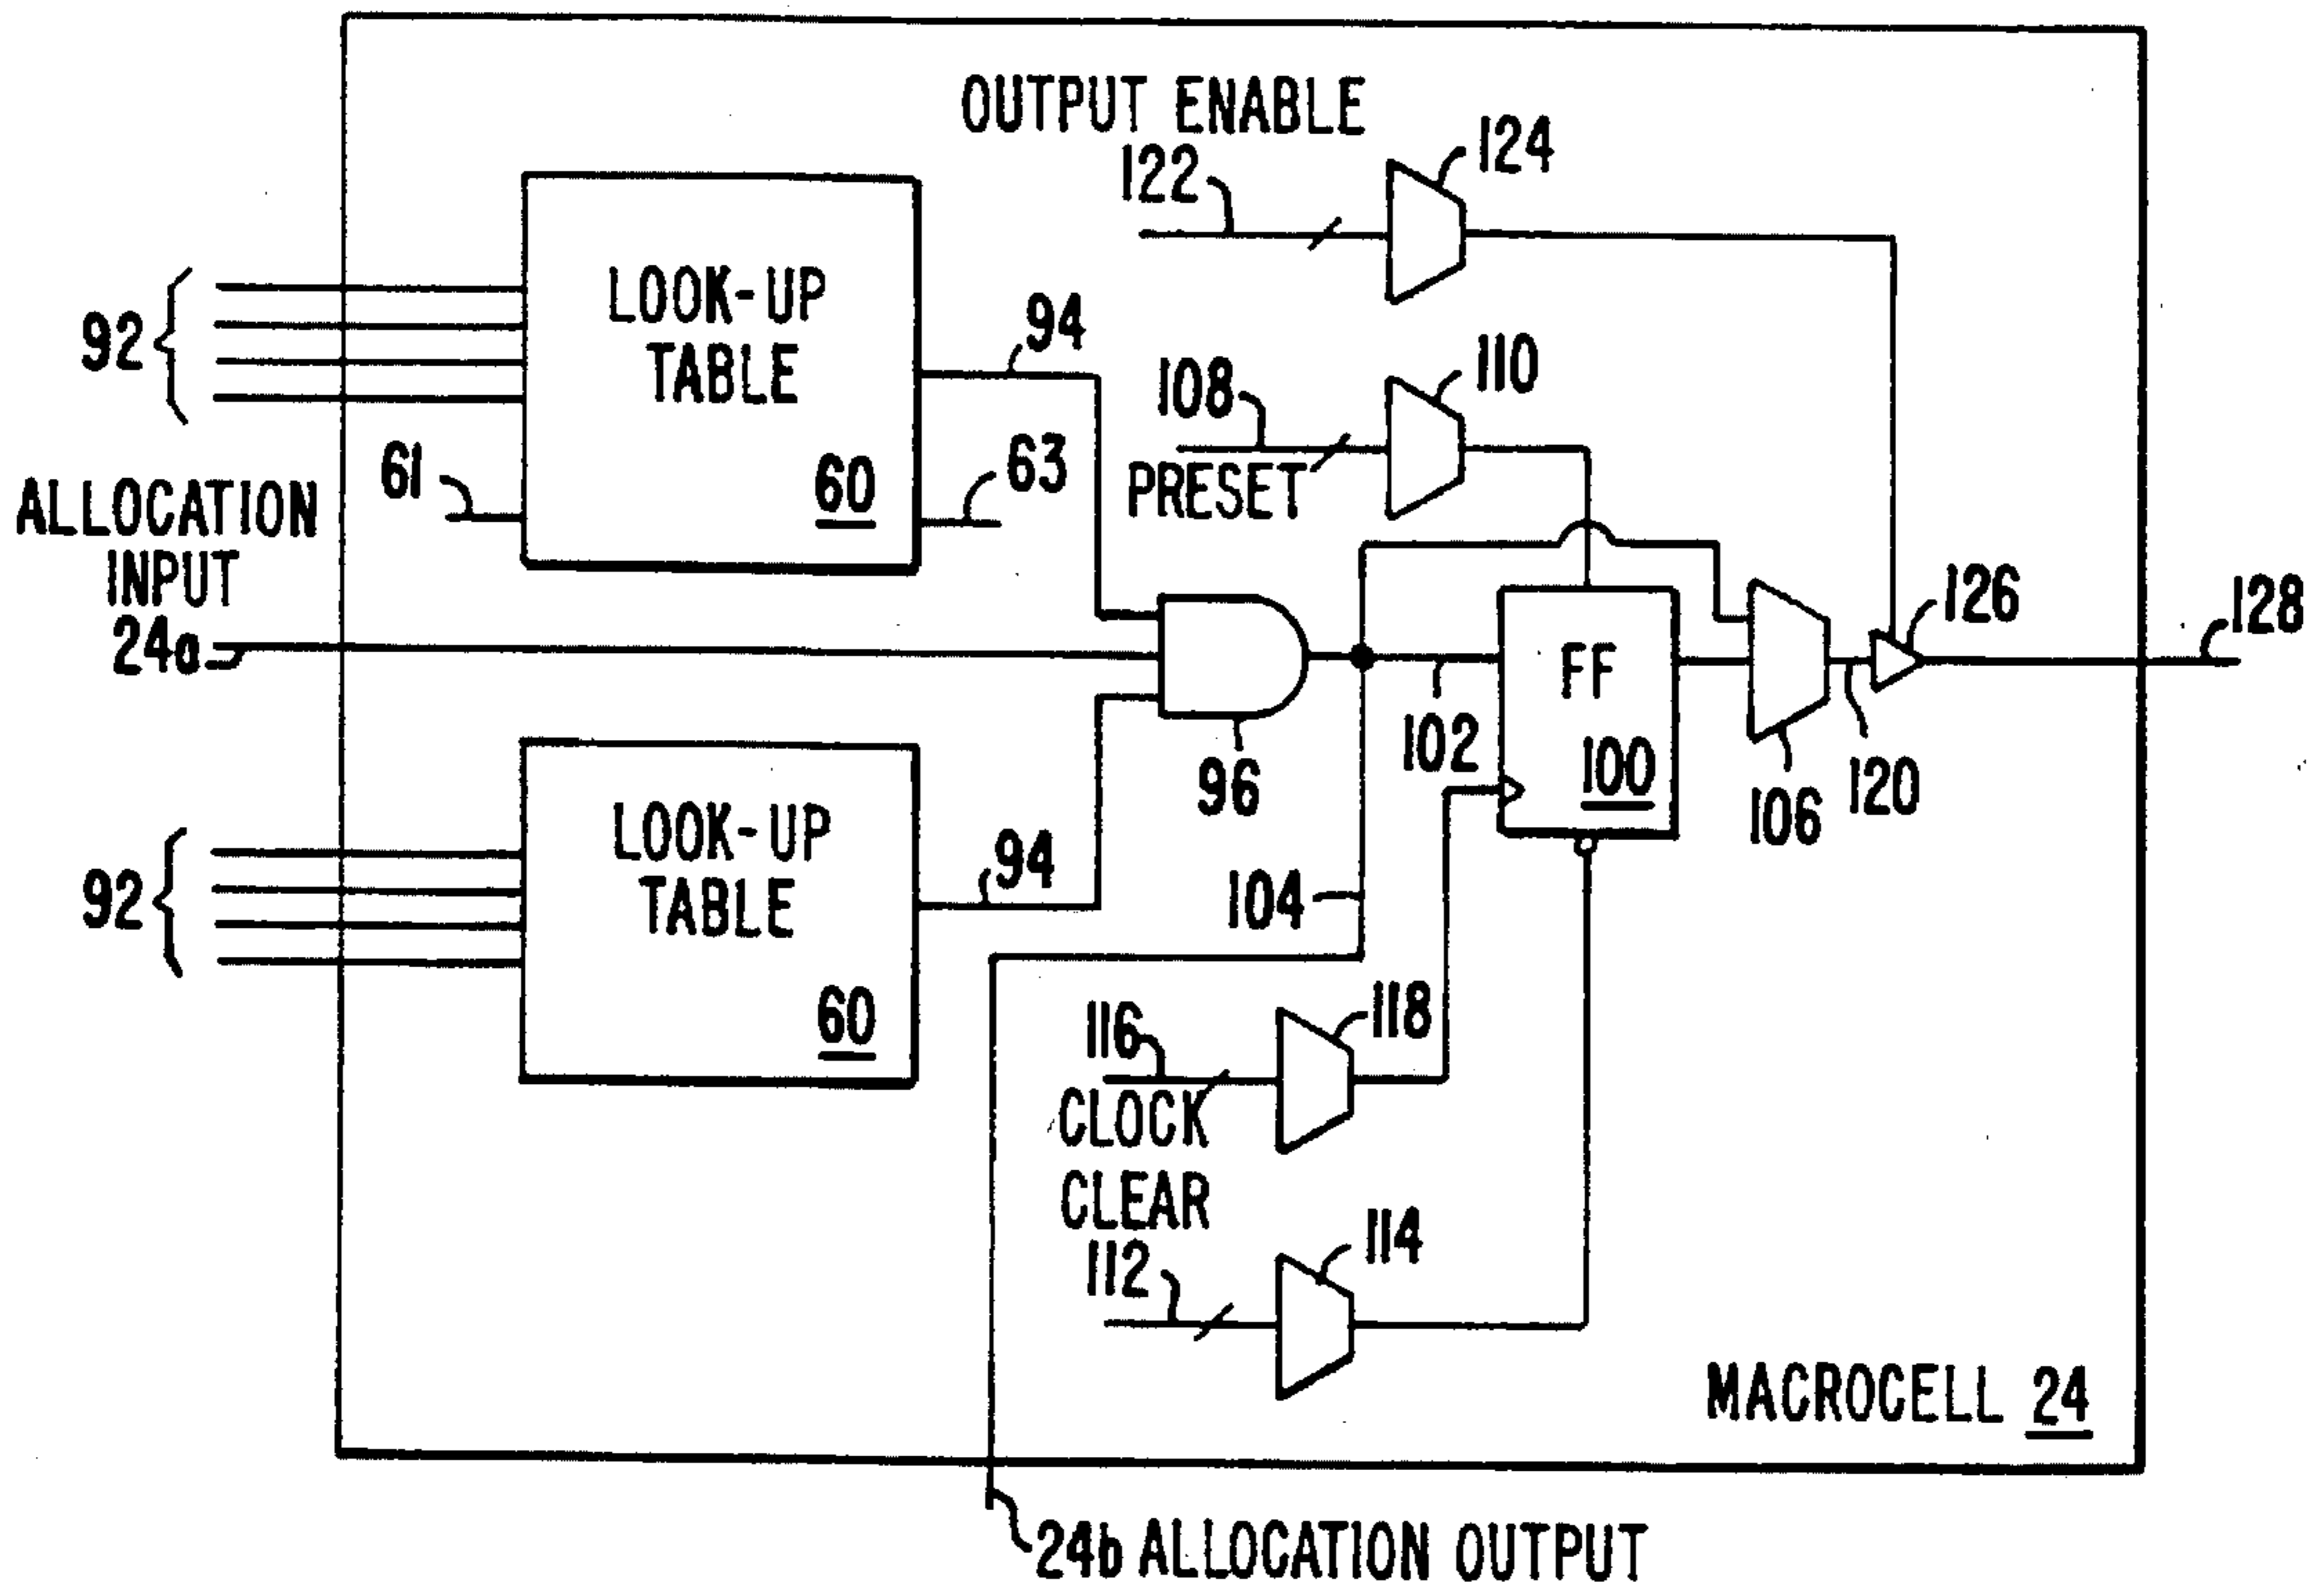 OUTPUT ENABLE
122
124
LOOK-UP
TABLE
60
92
94
108
PRESET
110
61
63
ALLOCATION
INPUT
24a
96
102
FF
100
106
120
126
128
LOOK-UP
TABLE
60
92
94
104
116
CLOCK
118
CLEAR
112
114
MACROCELL 24
24b ALLOCATION OUTPUT